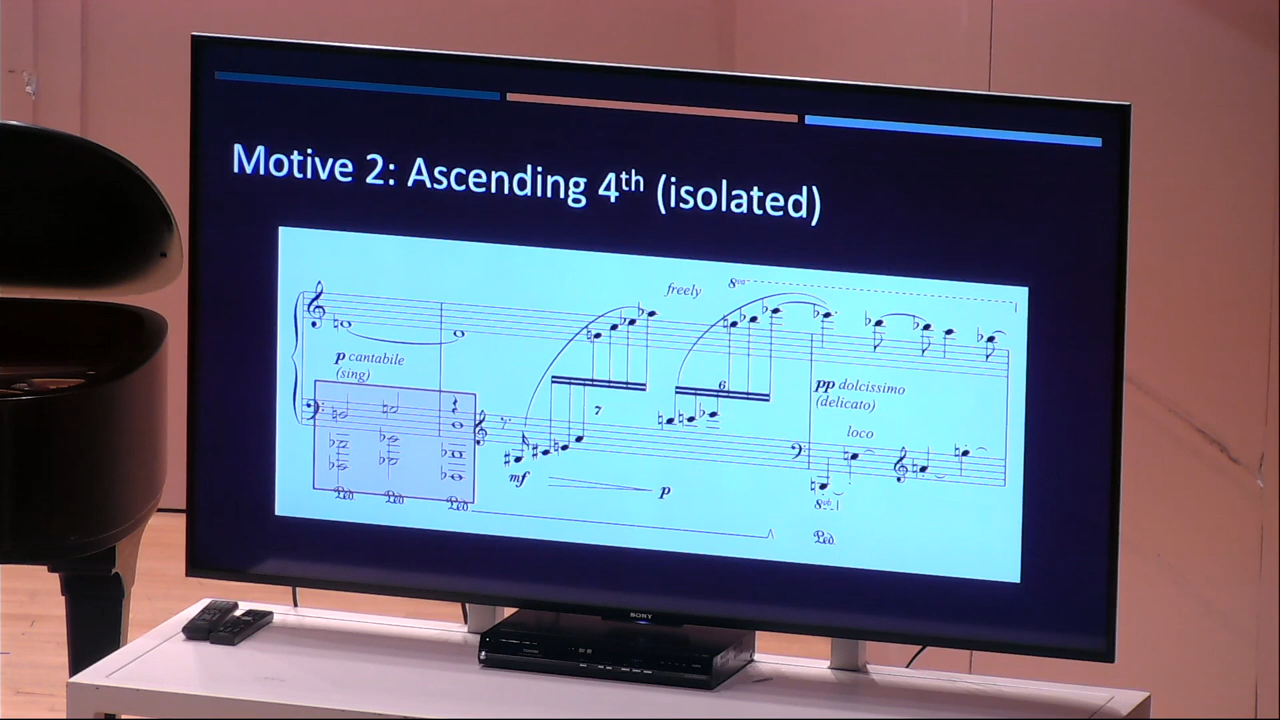 Motive 2: Ascending 4th (isolated)
freely
8va
p cantabile
(sing)
6
pp dolcissimo
(delicato)
7
loco
mf
p
8vb
Ped
Ped
Ped
Ped
SONY
TOSHIBA